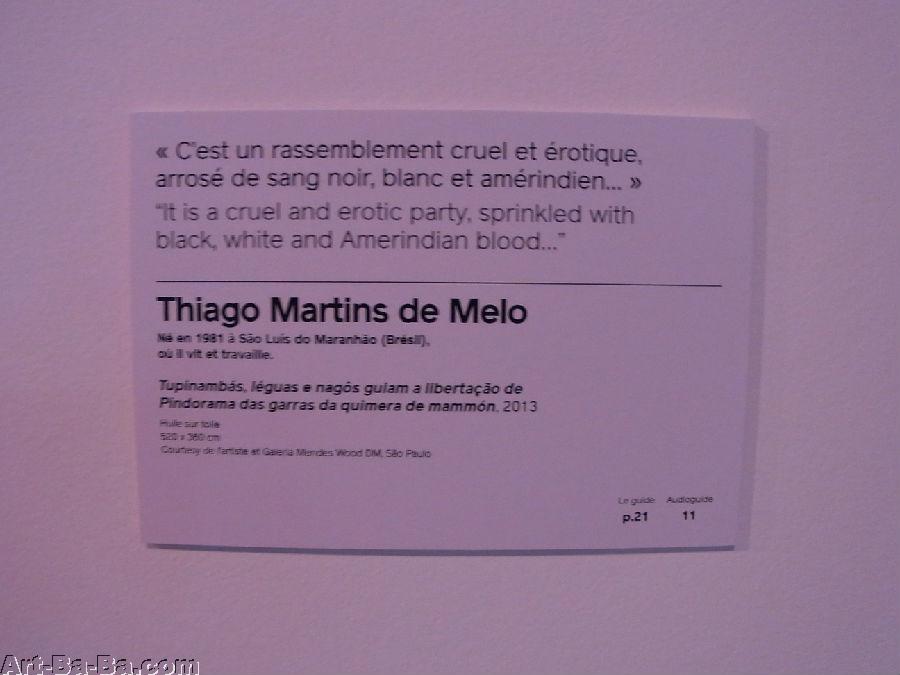 « C'est un rassemblement cruel et érotique,
arrosé de sang noir, blanc et amérindien... »
"It is a cruel and erotic party, sprinkled with
black, white and Amerindian blood..."
Thiago Martins de Melo
Né en 1981 à São Luís do Maranhão (Brésil),
où il vit et travaille.
Tupinambás, léguas e nagôs guiam a libertação de
Pindorama das garras da quimera de mammón, 2013
Huile sur toile
520 x 360 cm
Courtesy de l'artiste et Galeria Mendes Wood DM, São Paulo
Le guide Audioguide
p.21 11
Art-Ba-Ba.com